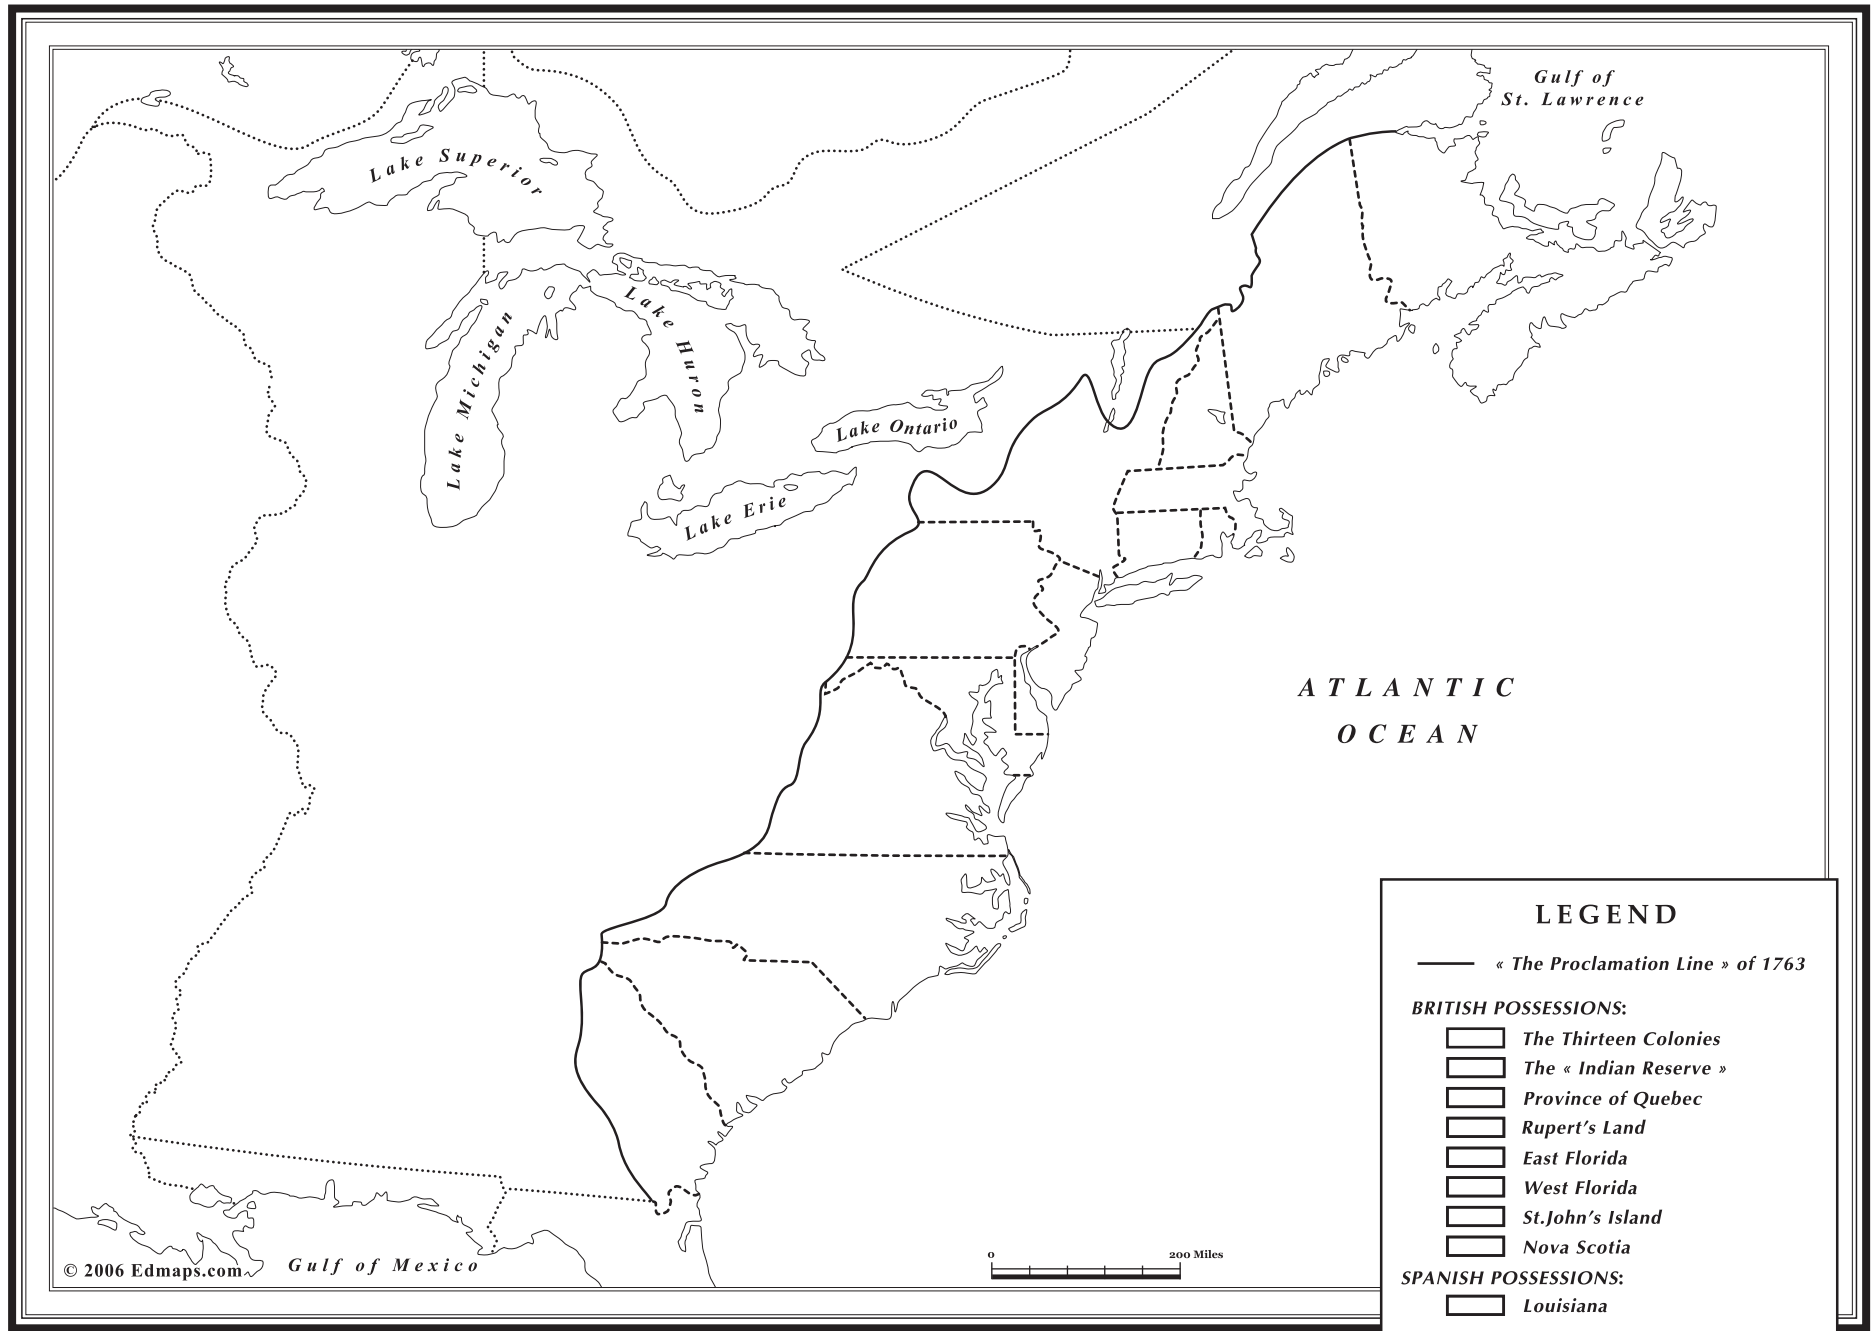 Gulf of
St. Lawrence
Lake Superior
Lake Michigan
Lake Huron
Lake Ontario
Lake Erie
ATLANTIC
OCEAN
LEGEND
« The Proclamation Line » of 1763
BRITISH POSSESSIONS:
The Thirteen Colonies
The « Indian Reserve »
Province of Quebec
Rupert's Land
East Florida
West Florida
St.John's Island
Nova Scotia
SPANISH POSSESSIONS:
Louisiana
0 200 Miles
Gulf of Mexico
© 2006 Edmaps.com